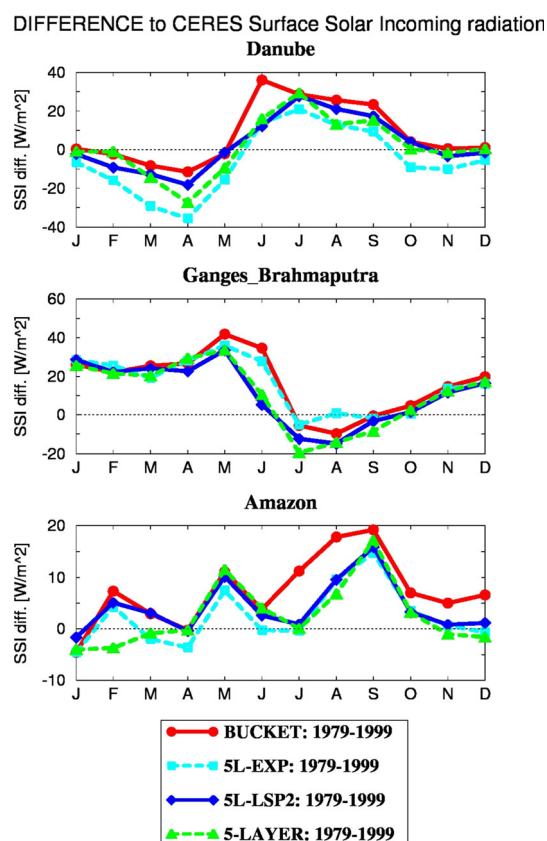 DIFFERENCE to CERES Surface Solar Incoming radiation
Danube
SSI diff. [W/m^2]
40
20
0
-20
-40
J F M A M J J A S O N D
Ganges_Brahmaputra
SSI diff. [W/m^2]
60
40
20
0
-20
J F M A M J J A S O N D
Amazon
SSI diff. [W/m^2]
20
10
0
-10
J F M A M J J A S O N D
BUCKET: 1979-1999
5L-EXP: 1979-1999
5L-LSP2: 1979-1999
5-LAYER: 1979-1999